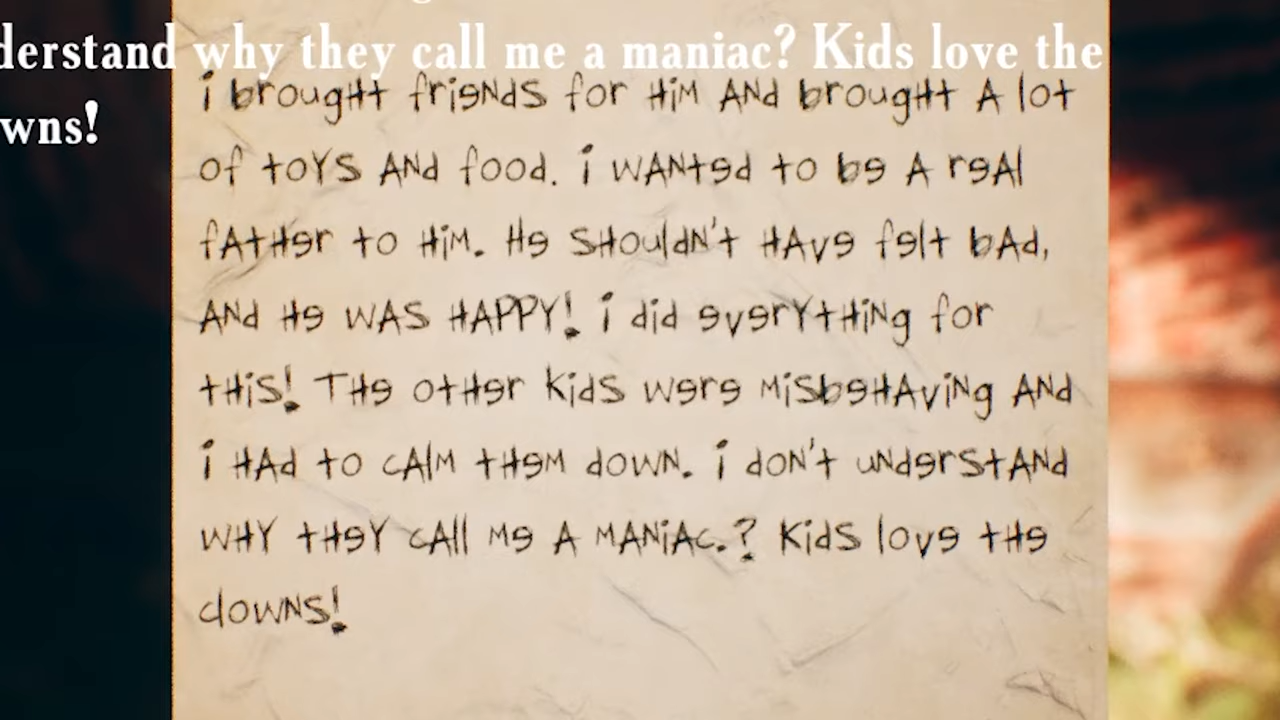 derstand why they call me a maniac? Kids love the
wns!
i brought friends for him and brought a lot
of toys and food. i wanted to be a real
father to him. He shouldn't have felt bad,
and he was happy! i did everything for
this! The other kids were misbehaving and
i had to calm them down. i don't understand
why they call me a maniac.? Kids love the
clowns!